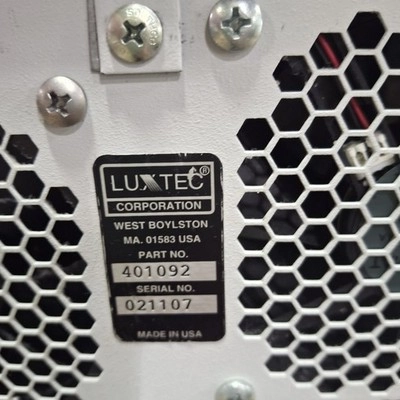 LUXTEC®
CORPORATION
WEST BOYLSTON
MA. 01583 USA
PART NO.
401092
SERIAL NO.
021107
MADE IN USA